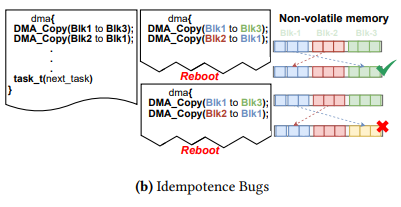 dma{
DMA_Copy(Blk1 to Blk3);
DMA_Copy(Blk2 to Blk1);
.
.
.
.
task_t(next_task)
}
dma{
DMA_Copy(Blk1 to Blk3);
DMA_Copy(Blk2 to Blk1);
Reboot
dma{
DMA_Copy(Blk1 to Blk3);
DMA_Copy(Blk2 to Blk1);
Reboot
Non-volatile memory
Blk-1 Blk-2 Blk-3
(b) Idempotence Bugs